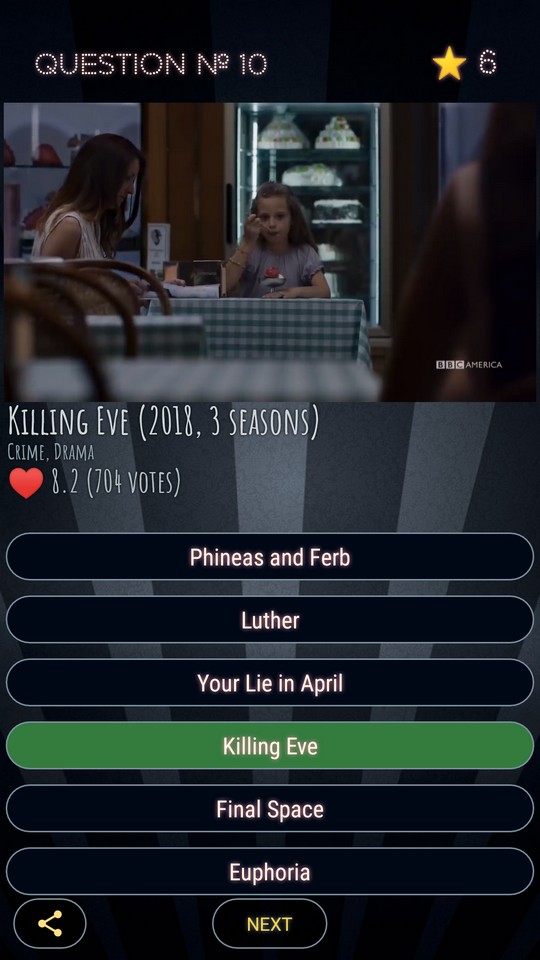 QUESTION № 10
6
BBC AMERICA
Killing Eve (2018, 3 seasons)
Crime, Drama
8.2 (704 votes)
Phineas and Ferb
Luther
Your Lie in April
Killing Eve
Final Space
Euphoria
NEXT